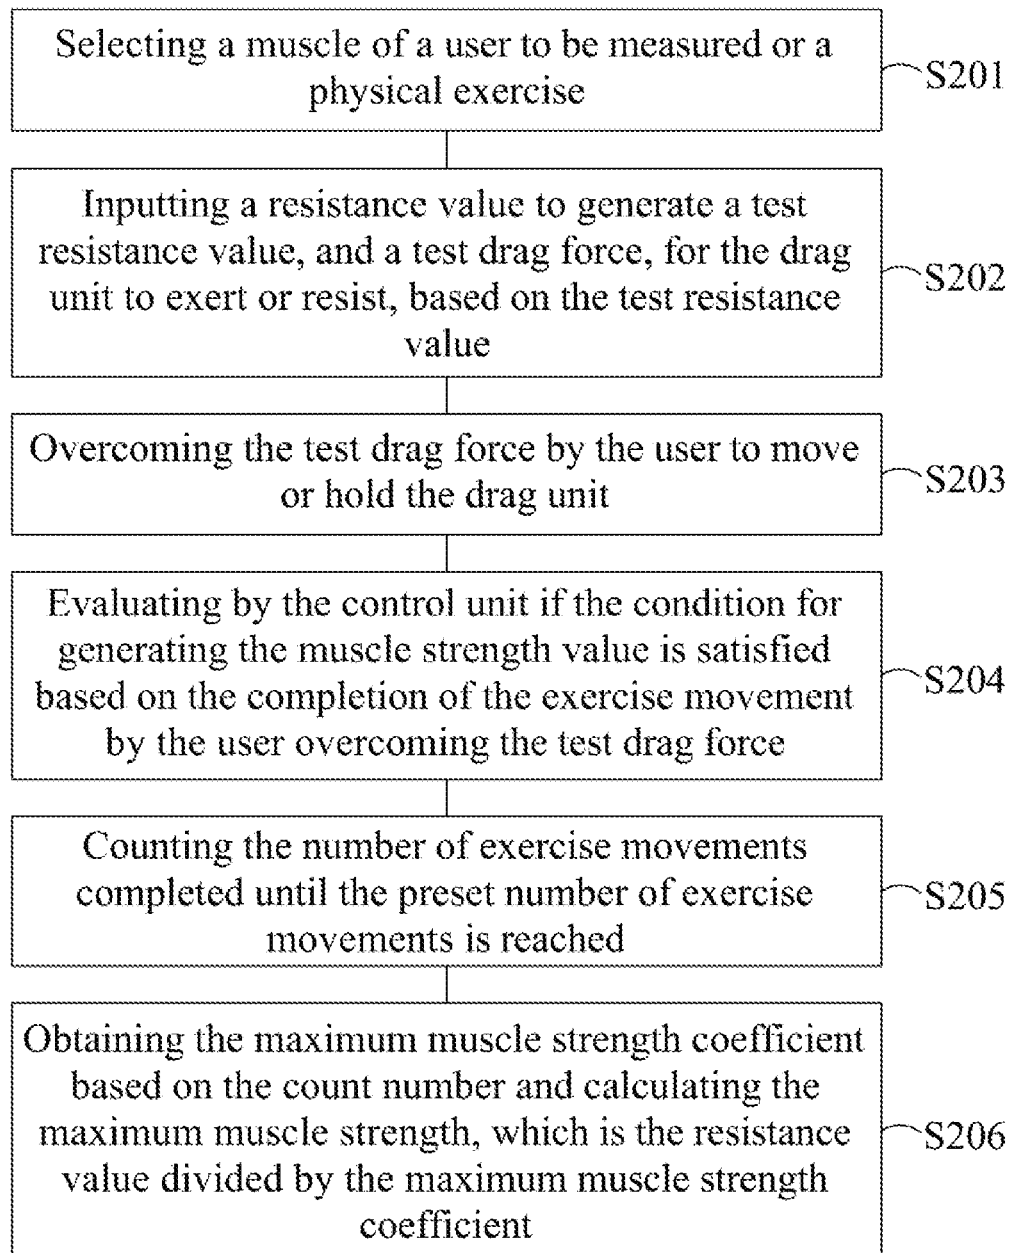 Selecting a muscle of a user to be measured or a
physical exercise
S201
Inputting a resistance value to generate a test
resistance value, and a test drag force, for the drag
unit to exert or resist, based on the test resistance
value
S202
Overcoming the test drag force by the user to move
or hold the drag unit
S203
Evaluating by the control unit if the condition for
generating the muscle strength value is satisfied
based on the completion of the exercise movement
by the user overcoming the test drag force
S204
Counting the number of exercise movements
completed until the preset number of exercise
movements is reached
S205
Obtaining the maximum muscle strength coefficient
based on the count number and calculating the
maximum muscle strength, which is the resistance
value divided by the maximum muscle strength
coefficient
S206